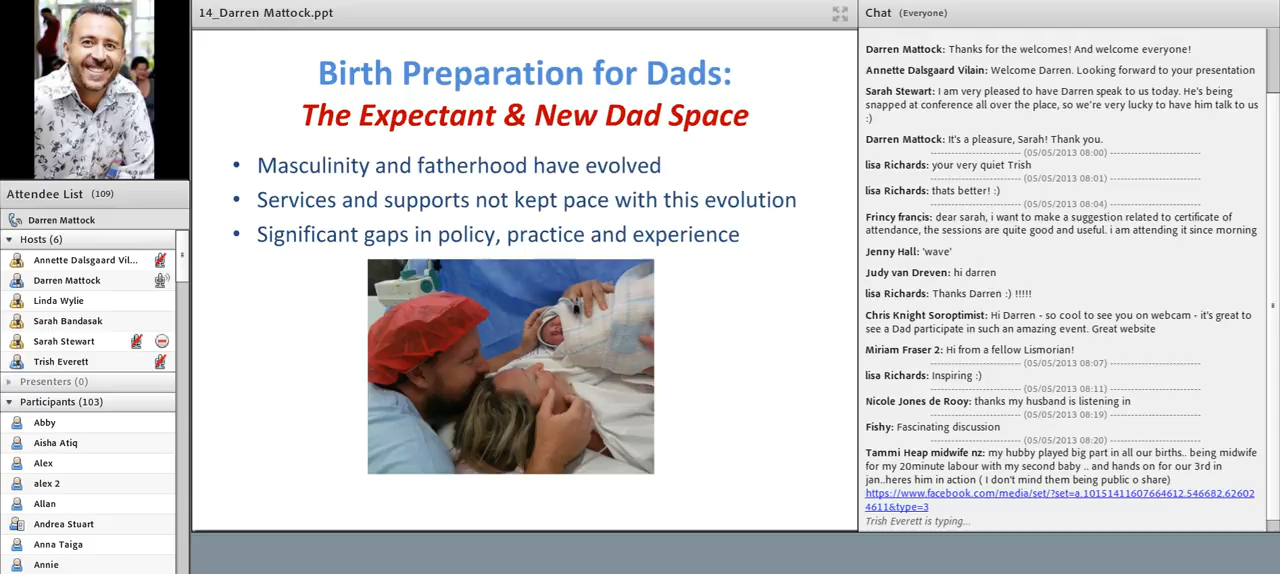 14_Darren Mattock.ppt
Birth Preparation for Dads:
The Expectant & New Dad Space
• Masculinity and fatherhood have evolved
• Services and supports not kept pace with this evolution
• Significant gaps in policy, practice and experience
Attendee List (109)
Darren Mattock
Hosts (6)
Annette Dalsgaard Vil...
Darren Mattock
Linda Wylie
Sarah Bandasak
Sarah Stewart
Trish Everett
Presenters (0)
Participants (103)
Abby
Aisha Atiq
Alex
alex 2
Allan
Andrea Stuart
Anna Taiga
Annie
Chat (Everyone)
Darren Mattock: Thanks for the welcomes! And welcome everyone!
Annette Dalsgaard Vilain: Welcome Darren. Looking forward to your presentation
Sarah Stewart: I am very pleased to have Darren speak to us today. He's being
snapped at conference all over the place, so we're very lucky to have him talk to us
:)
Darren Mattock: It's a pleasure, Sarah! Thank you.
------------------ (05/05/2013 08:00) ------------------
lisa Richards: your very quiet Trish
------------------ (05/05/2013 08:01) ------------------
lisa Richards: thats better! :)
------------------ (05/05/2013 08:04) ------------------
Frincy francis: dear sarah, i want to make a suggestion related to certificate of
attendance, the sessions are quite good and useful. i am attending it since morning
Jenny Hall: 'wave'
Judy van Dreven: hi darren
lisa Richards: Thanks Darren :) !!!!!
Chris Knight Soroptimist: Hi Darren - so cool to see you on webcam - it's great to
see a Dad participate in such an amazing event. Great website
Miriam Fraser 2: Hi from a fellow Lismorian!
------------------ (05/05/2013 08:07) ------------------
lisa Richards: Inspiring :)
------------------ (05/05/2013 08:11) ------------------
Nicole Jones de Rooy: thanks my husband is listening in
------------------ (05/05/2013 08:19) ------------------
Fishy: Fascinating discussion
------------------ (05/05/2013 08:20) ------------------
Tammi Heap midwife nz: my hubby played big part in all our births.. being midwife
for my 20minute labour with my second baby .. and hands on for our 3rd in
jan..heres him in action ( I don't mind them being public o share)
https://www.facebook.com/media/set/?set=a.10151411607664612.546682.62602
4611&type=3
Trish Everett is typing...